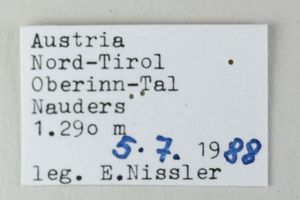 Austria
Nord-Tirol
Oberinn-Tal
Nauders
1.290 m
5.7. 1988
leg. E.Nissler